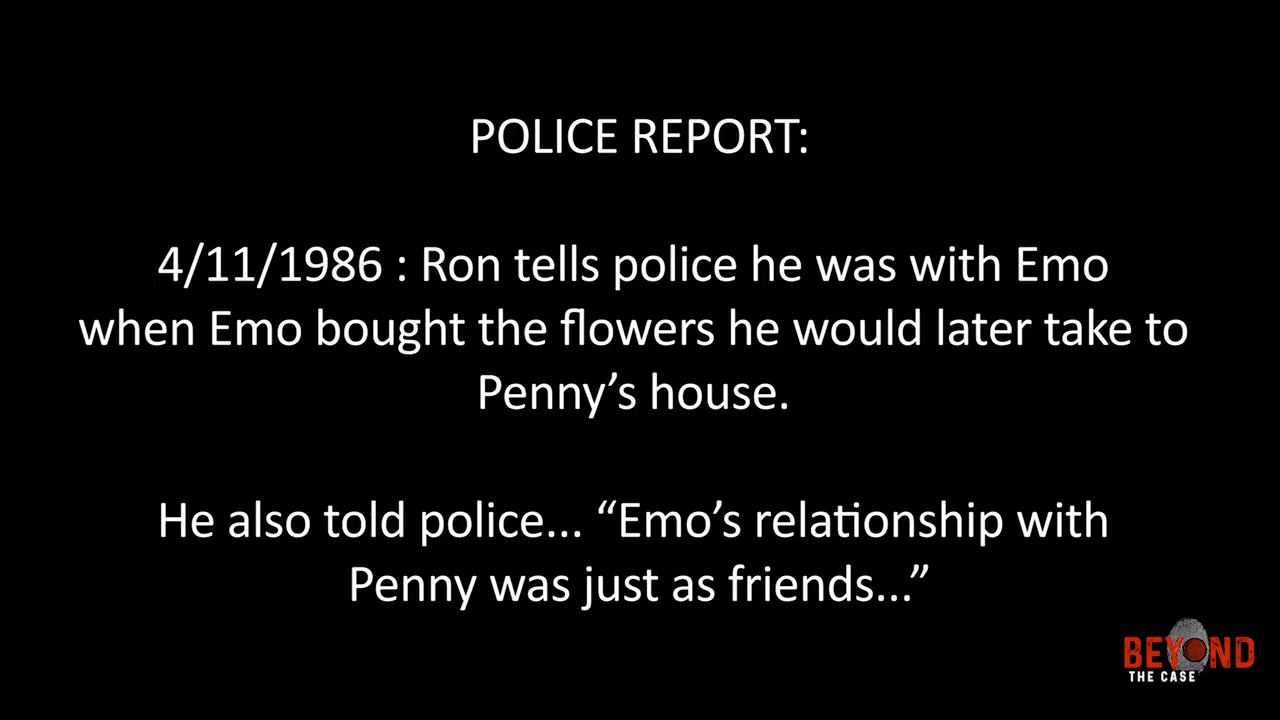 POLICE REPORT:
4/11/1986 : Ron tells police he was with Emo
when Emo bought the flowers he would later take to
Penny’s house.
He also told police... “Emo’s relationship with
Penny was just as friends...”
BEYOND
THE CASE